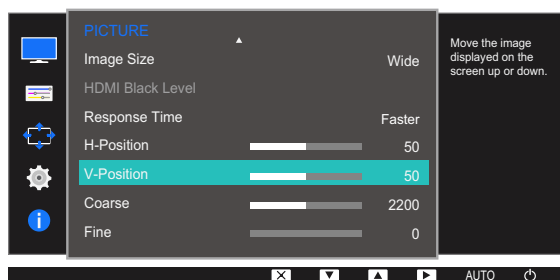 PICTURE
Image Size Wide
HDMI Black Level
Response Time Faster
H-Position 50
V-Position 50
Coarse 2200
Fine 0
Move the image
displayed on the
screen up or down.
AUTO